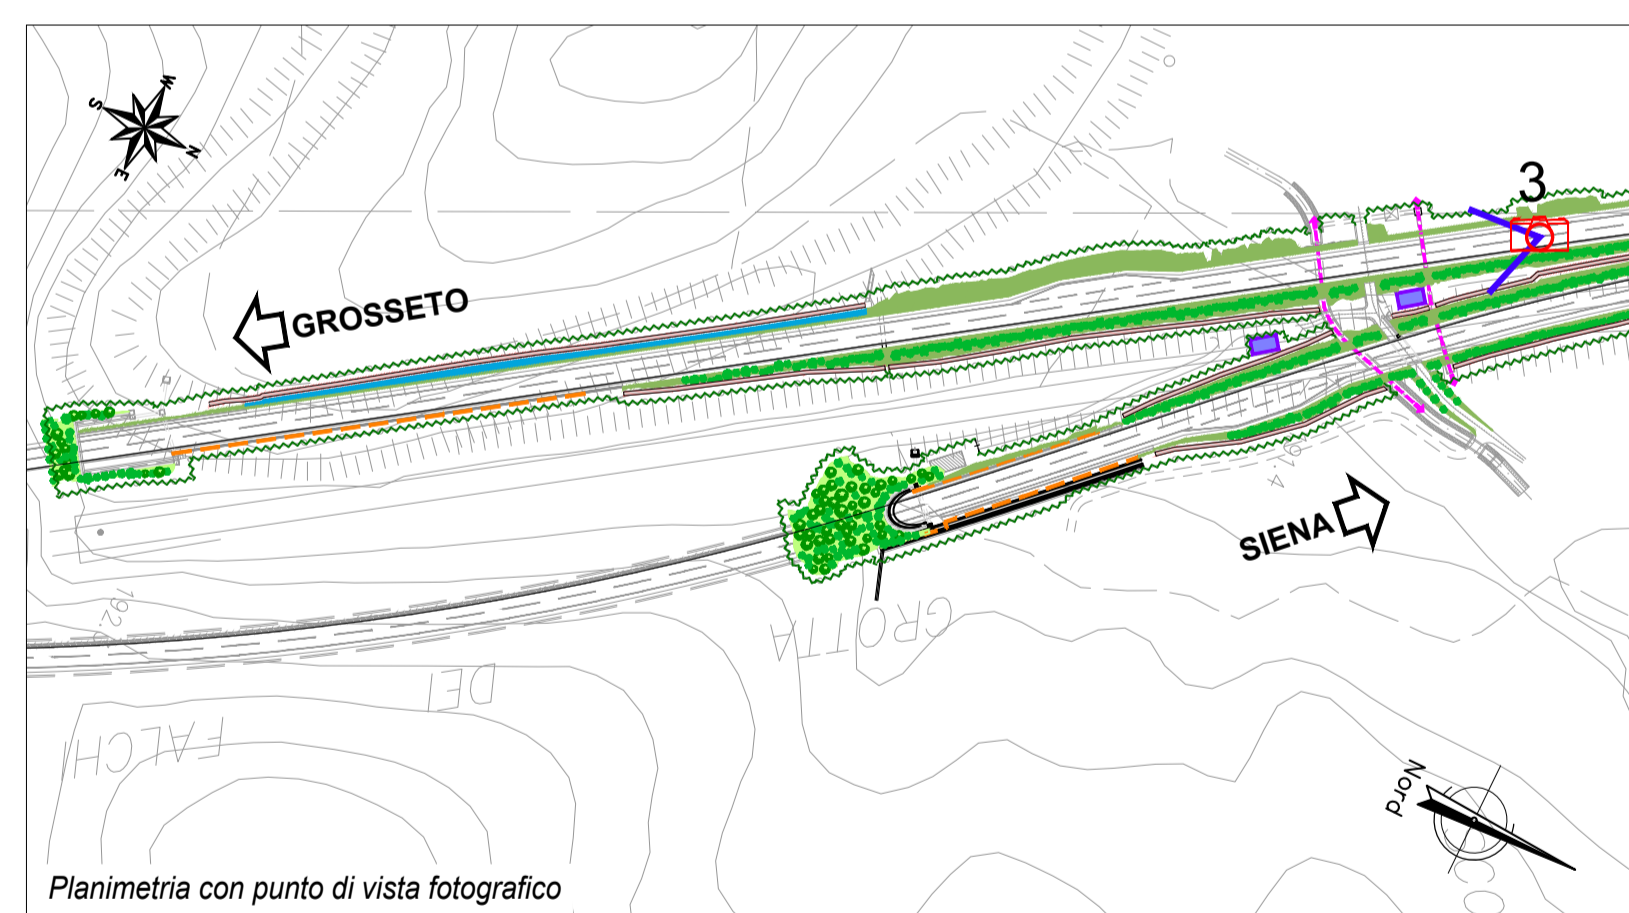 W
S
N
E
3
GROSSETO
SIENA
GROTTA
DEI
FALCHI
Nord
Planimetria con punto di vista fotografico